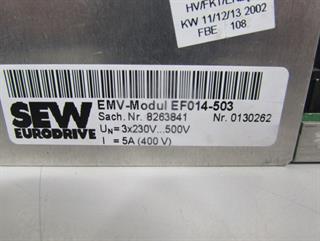 HV/FKT/
KW 11/12/13 2002
FBE 108
SEW
EURODRIVE
EMV-Modul EF014-503
Sach. Nr. 8263841 Nr. 0130262
UN = 3x230V...500V
I = 5A (400 V)